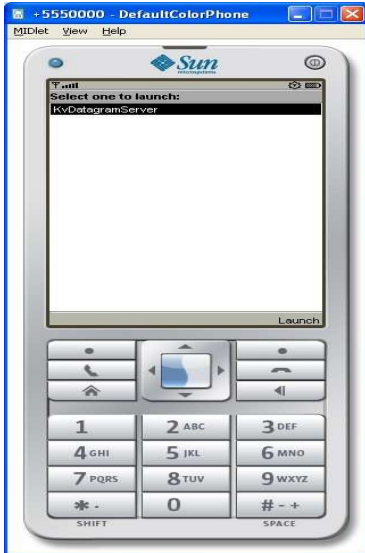 +5550000 - DefaultColorPhone
MIDlet View Help
Sun
microsystems
Select one to launch:
KvDatagramServer
Launch
1 2 ABC 3 DEF
4 GHI 5 JKL 6 MNO
7 PQRS 8 TUV 9 WXYZ
* . 0 # - +
SHIFT SPACE